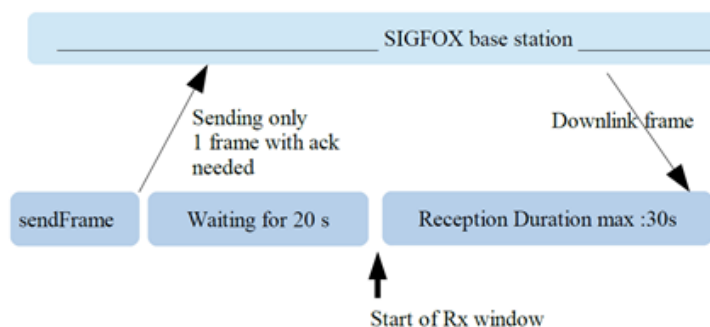 SIGFOX base station
Sending only
1 frame with ack
needed
Downlink frame
sendFrame
Waiting for 20 s
Reception Duration max :30s
Start of Rx window